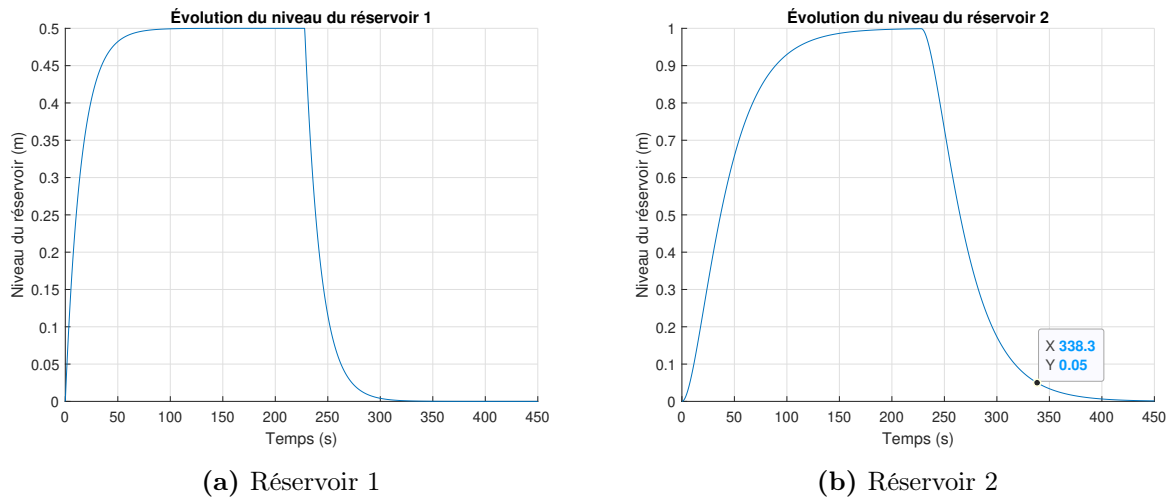 Évolution du niveau du réservoir 1
Niveau du réservoir (m)
0.5
0.45
0.4
0.35
0.3
0.25
0.2
0.15
0.1
0.05
0
0 50 100 150 200 250 300 350 400 450
Temps (s)
(a) Réservoir 1
Évolution du niveau du réservoir 2
Niveau du réservoir (m)
1
0.9
0.8
0.7
0.6
0.5
0.4
0.3
0.2
0.1
0
X 338.3
Y 0.05
0 50 100 150 200 250 300 350 400 450
Temps (s)
(b) Réservoir 2